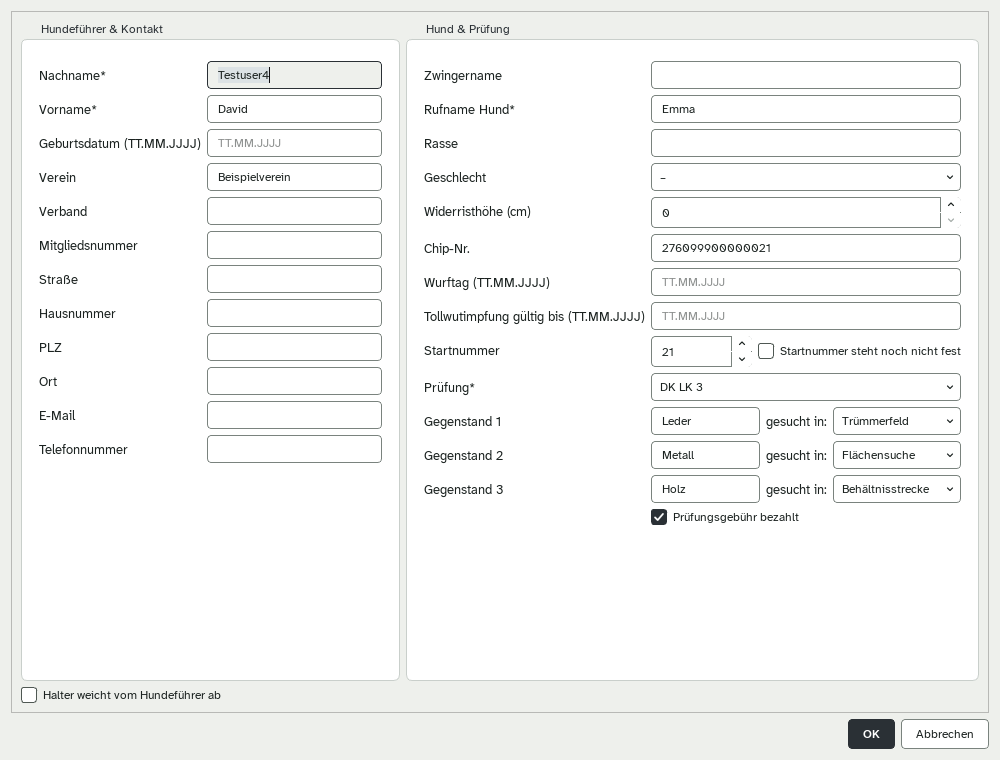 Hundeführer & Kontakt
Nachname* Testuser4
Vorname* David
Geburtsdatum (TT.MM.JJJJ) TT.MM.JJJJ
Verein Beispielverein
Verband
Mitgliedsnummer
Straße
Hausnummer
PLZ
Ort
E-Mail
Telefonnummer
Hund & Prüfung
Zwingername
Rufname Hund* Emma
Rasse
Geschlecht –
Widerristhöhe (cm) 0
Chip-Nr. 276099900000021
Wurftag (TT.MM.JJJJ) TT.MM.JJJJ
Tollwutimpfung gültig bis (TT.MM.JJJJ) TT.MM.JJJJ
Startnummer 21 Startnummer steht noch nicht fest
Prüfung* DK LK 3
Gegenstand 1 Leder gesucht in: Trümmerfeld
Gegenstand 2 Metall gesucht in: Flächensuche
Gegenstand 3 Holz gesucht in: Behältnisstrecke
Prüfungsgebühr bezahlt
Halter weicht vom Hundeführer ab
OK Abbrechen